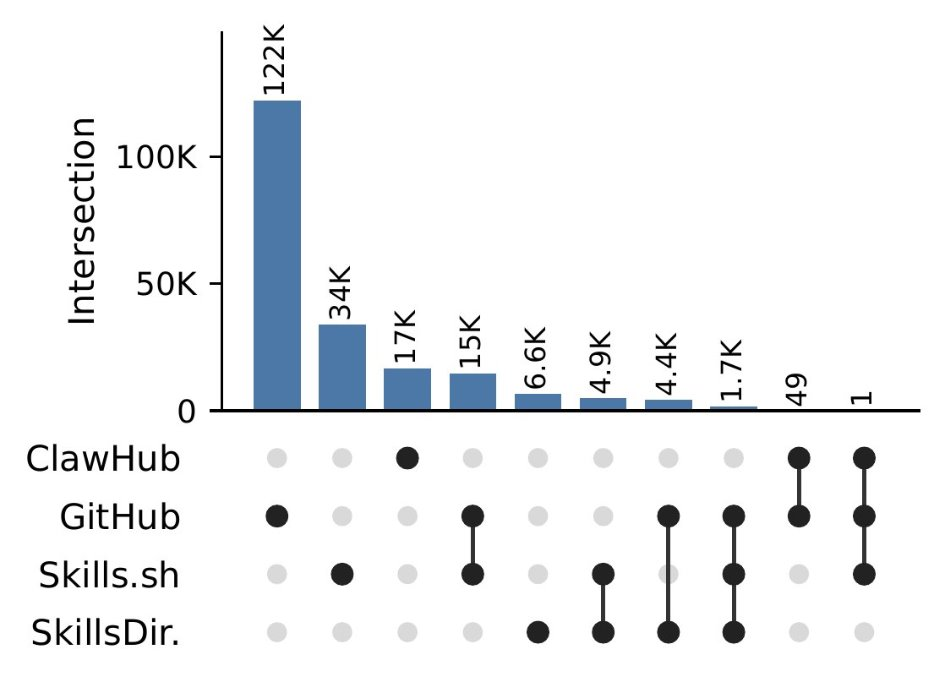 Intersection
100K
50K
0
122K
34K
17K
15K
6.6K
4.9K
4.4K
1.7K
49
1
ClawHub
GitHub
Skills.sh
SkillsDir.